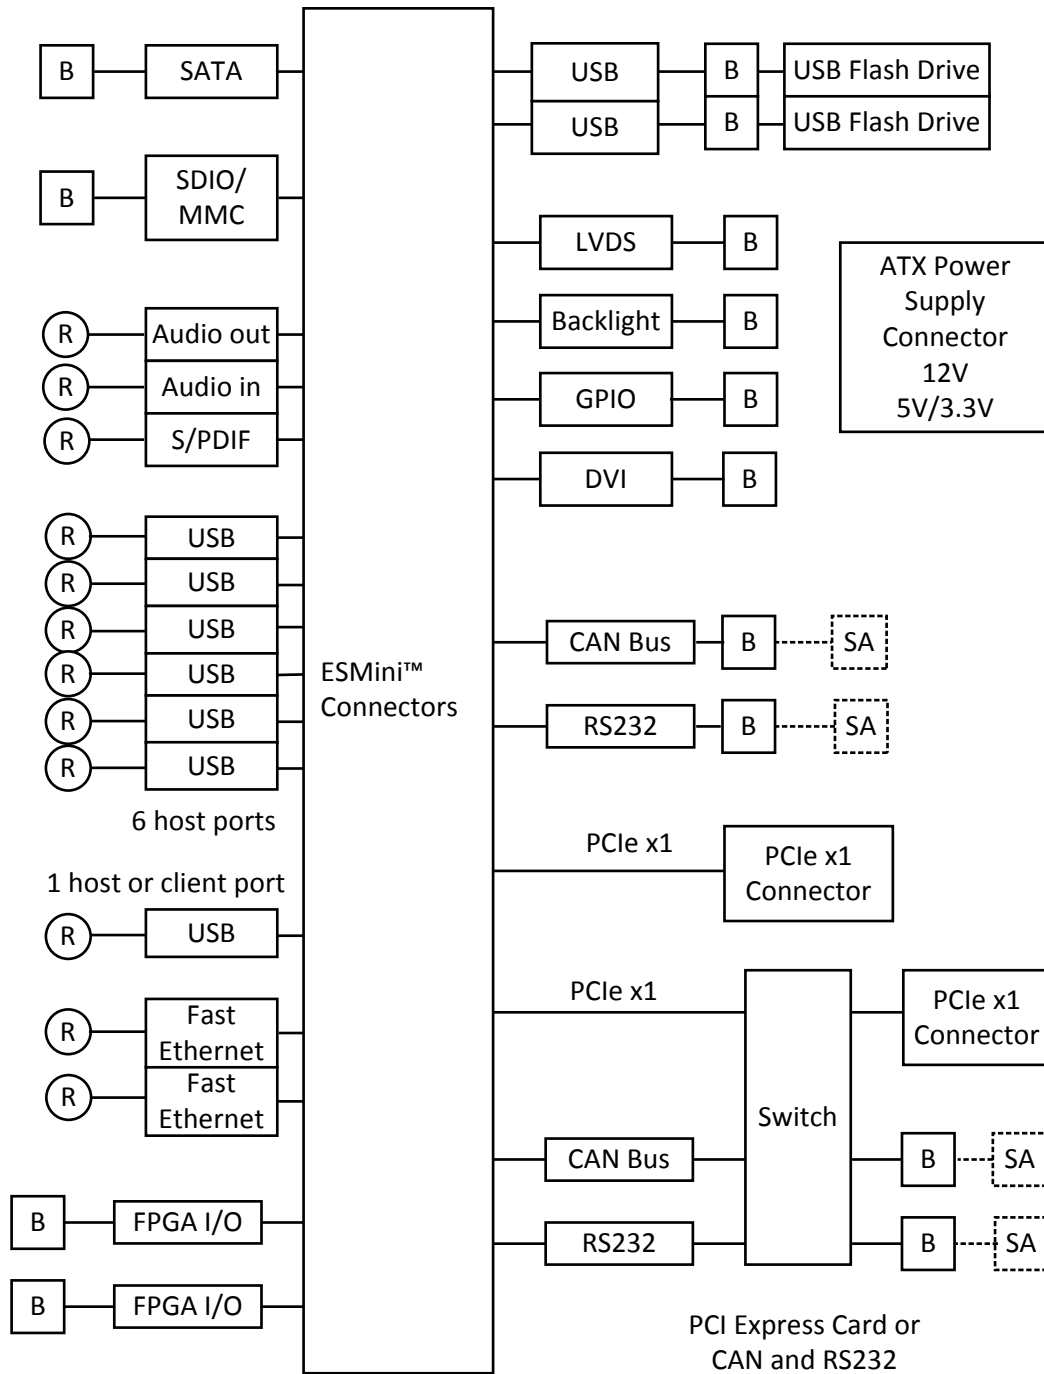 B
SATA
B
SDIO/
MMC
R
Audio out
R
Audio in
R
S/PDIF
R
USB
R
USB
R
USB
R
USB
R
USB
R
USB
6 host ports
1 host or client port
R
USB
R
Fast
Ethernet
R
Fast
Ethernet
B
FPGA I/O
B
FPGA I/O
ESMini™
Connectors
USB
B
USB Flash Drive
USB
B
USB Flash Drive
LVDS
B
Backlight
B
GPIO
B
DVI
B
ATX Power
Supply
Connector
12V
5V/3.3V
CAN Bus
B
SA
RS232
B
SA
PCIe x1
PCIe x1
Connector
PCIe x1
Switch
PCIe x1
Connector
CAN Bus
B
SA
RS232
B
SA
PCI Express Card or
CAN and RS232